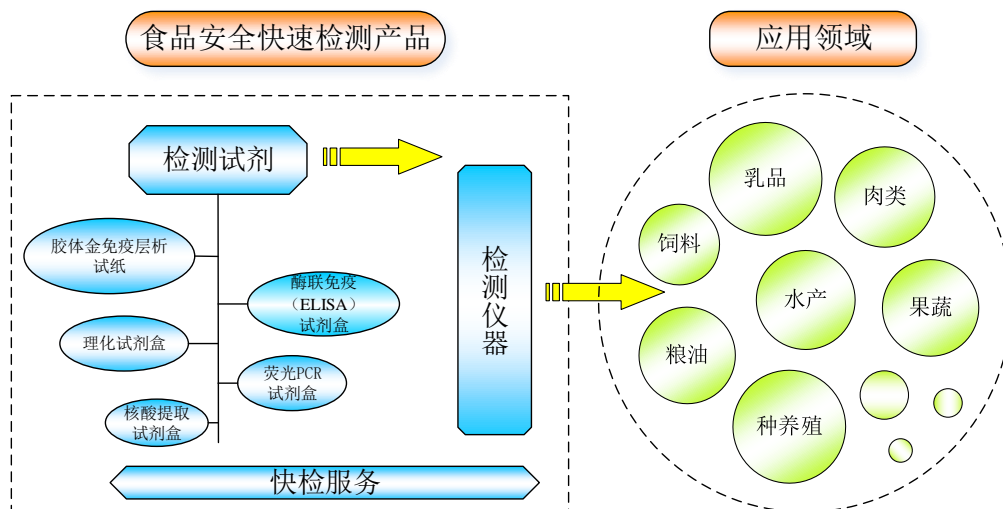 食品安全快速检测产品
应用领域
检测试剂
胶体金免疫层析
试纸
酶联免疫
（ELISA）
试剂盒
理化试剂盒
荧光PCR
试剂盒
核酸提取
试剂盒
检测仪器
快检服务
乳品
肉类
饲料
水产
果蔬
粮油
种养殖